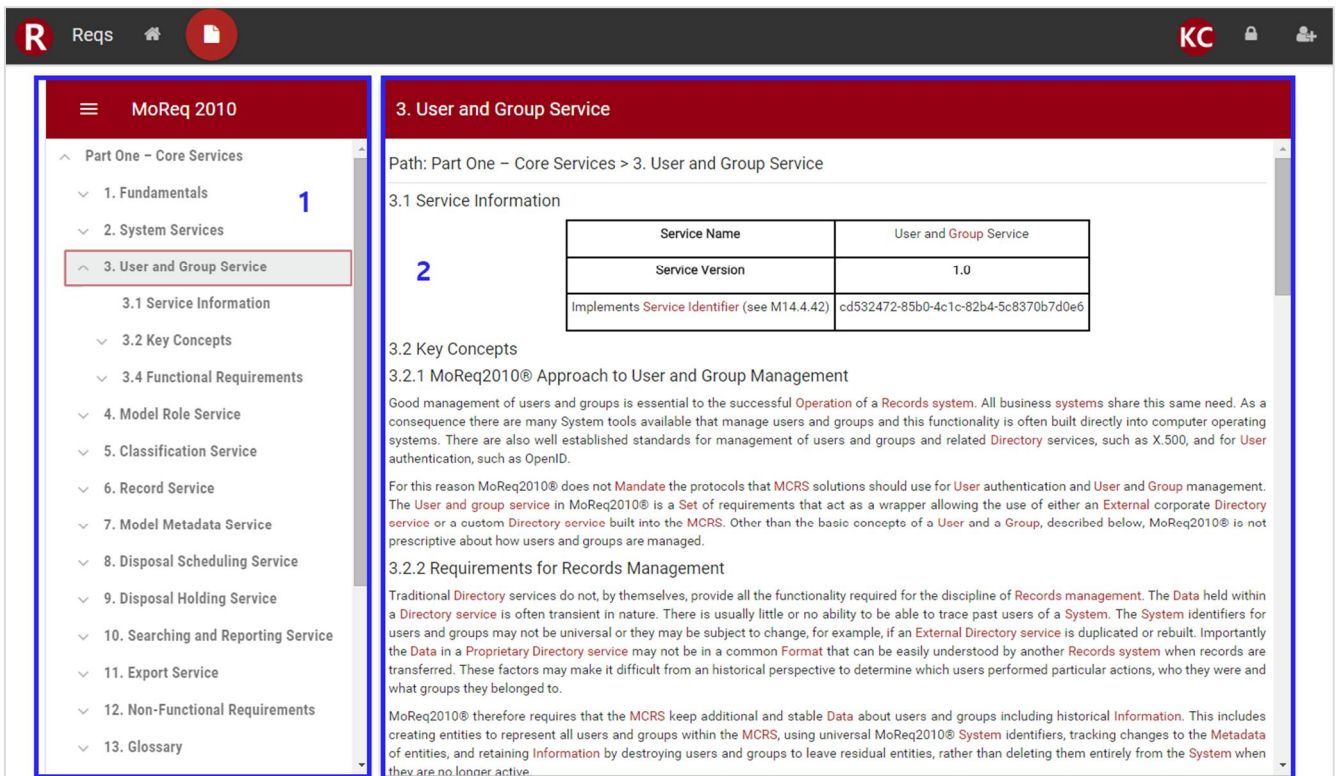 R Reqs
KC
MoReq 2010
Part One – Core Services
1. Fundamentals
1
2. System Services
3. User and Group Service
3.1 Service Information
3.2 Key Concepts
3.4 Functional Requirements
4. Model Role Service
5. Classification Service
6. Record Service
7. Model Metadata Service
8. Disposal Scheduling Service
9. Disposal Holding Service
10. Searching and Reporting Service
11. Export Service
12. Non-Functional Requirements
13. Glossary
3. User and Group Service
Path: Part One – Core Services > 3. User and Group Service
3.1 Service Information
2
Service Name User and Group Service
Service Version 1.0
Implements Service Identifier (see M14.4.42) cd532472-85b0-4c1c-82b4-5c8370b7d0e6
3.2 Key Concepts
3.2.1 MoReq2010® Approach to User and Group Management
Good management of users and groups is essential to the successful Operation of a Records system. All business systems share this same need. As a
consequence there are many System tools available that manage users and groups and this functionality is often built directly into computer operating
systems. There are also well established standards for management of users and groups and related Directory services, such as X.500, and for User
authentication, such as OpenID.
For this reason MoReq2010® does not Mandate the protocols that MCRS solutions should use for User authentication and User and Group management.
The User and group service in MoReq2010® is a Set of requirements that act as a wrapper allowing the use of either an External corporate Directory
service or a custom Directory service built into the MCRS. Other than the basic concepts of a User and a Group, described below, MoReq2010® is not
prescriptive about how users and groups are managed.
3.2.2 Requirements for Records Management
Traditional Directory services do not, by themselves, provide all the functionality required for the discipline of Records management. The Data held within
a Directory service is often transient in nature. There is usually little or no ability to be able to trace past users of a System. The System identifiers for
users and groups may not be universal or they may be subject to change, for example, if an External Directory service is duplicated or rebuilt. Importantly
the Data in a Proprietary Directory service may not be in a common Format that can be easily understood by another Records system when records are
transferred. These factors may make it difficult from an historical perspective to determine which users performed particular actions, who they were and
what groups they belonged to.
MoReq2010® therefore requires that the MCRS keep additional and stable Data about users and groups including historical Information. This includes
creating entities to represent all users and groups within the MCRS, using universal MoReq2010® System identifiers, tracking changes to the Metadata
of entities, and retaining Information by destroying users and groups to leave residual entities, rather than deleting them entirely from the System when
they are no longer active.